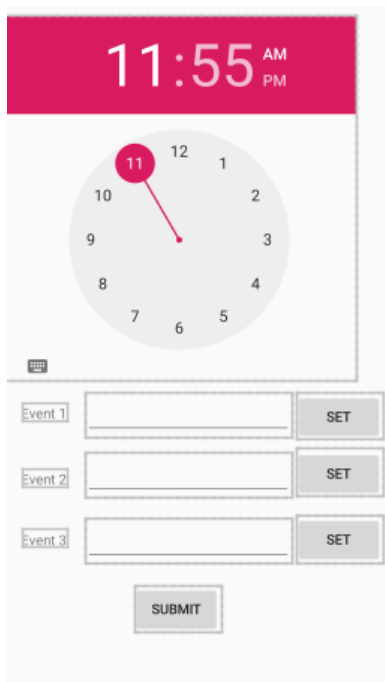 11:55 AM
PM
12
11 1
10 2
9 3
8 4
7 5
6
Event 1 SET
Event 2 SET
Event 3 SET
SUBMIT